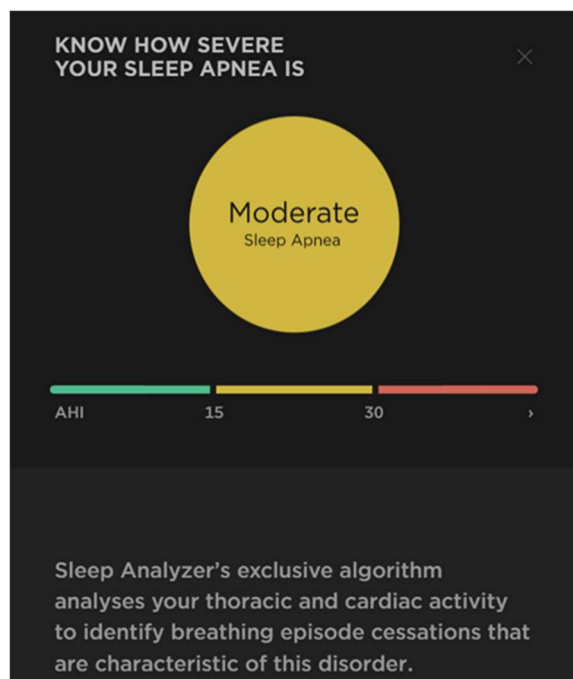 KNOW HOW SEVERE
YOUR SLEEP APNEA IS
×
Moderate
Sleep Apnea
AHI 15 30 ›
Sleep Analyzer’s exclusive algorithm
analyses your thoracic and cardiac activity
to identify breathing episode cessations that
are characteristic of this disorder.